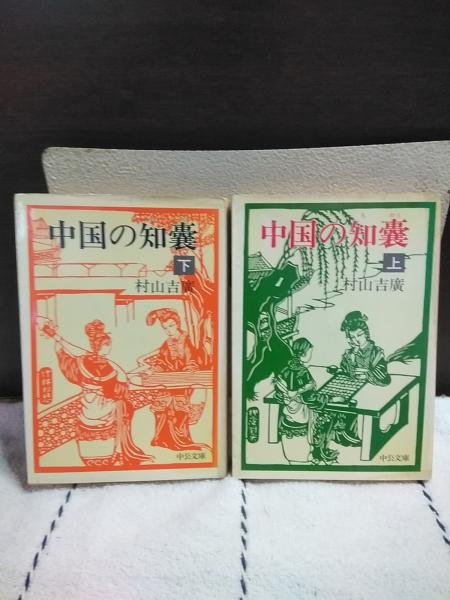 中国の知嚢
下
村山吉廣
中公文庫
中国の知嚢
上
村山吉廣
中公文庫